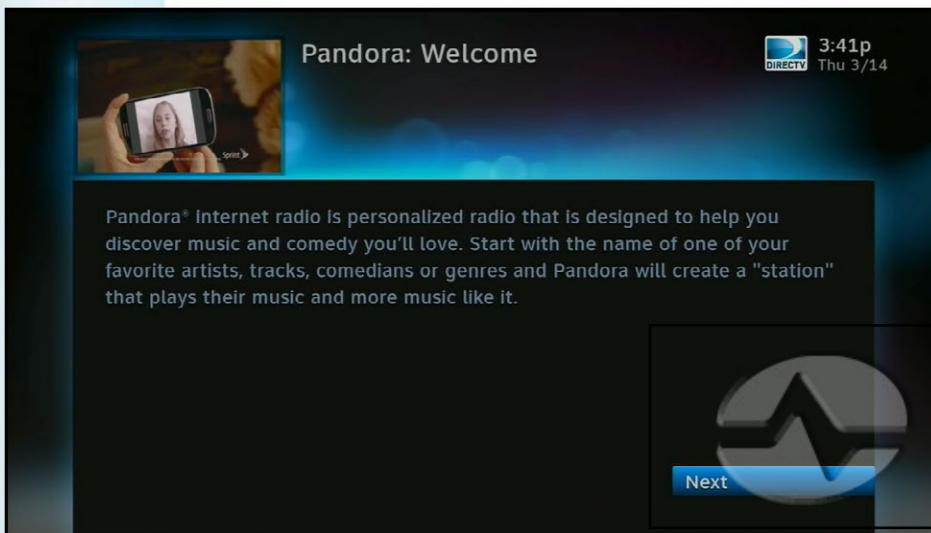 Pandora: Welcome
DIRECTV
3:41p
Thu 3/14
Sprint
Pandora® internet radio is personalized radio that is designed to help you
discover music and comedy you'll love. Start with the name of one of your
favorite artists, tracks, comedians or genres and Pandora will create a "station"
that plays their music and more music like it.
Next